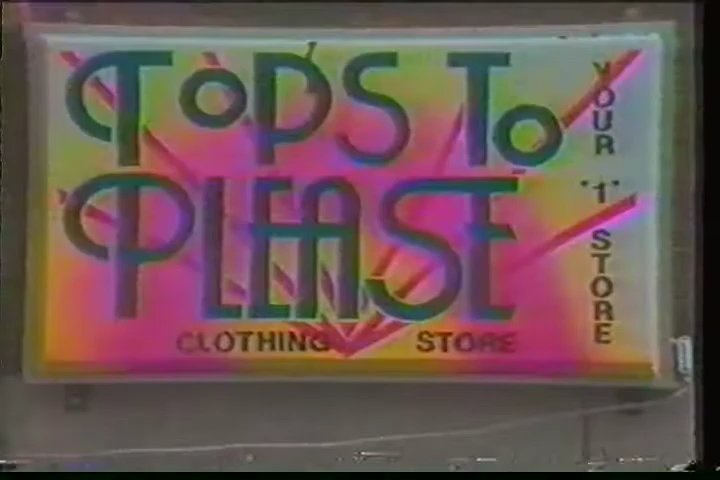 TOPS TO
PLEASE
CLOTHING STORE
YOUR "1" STORE